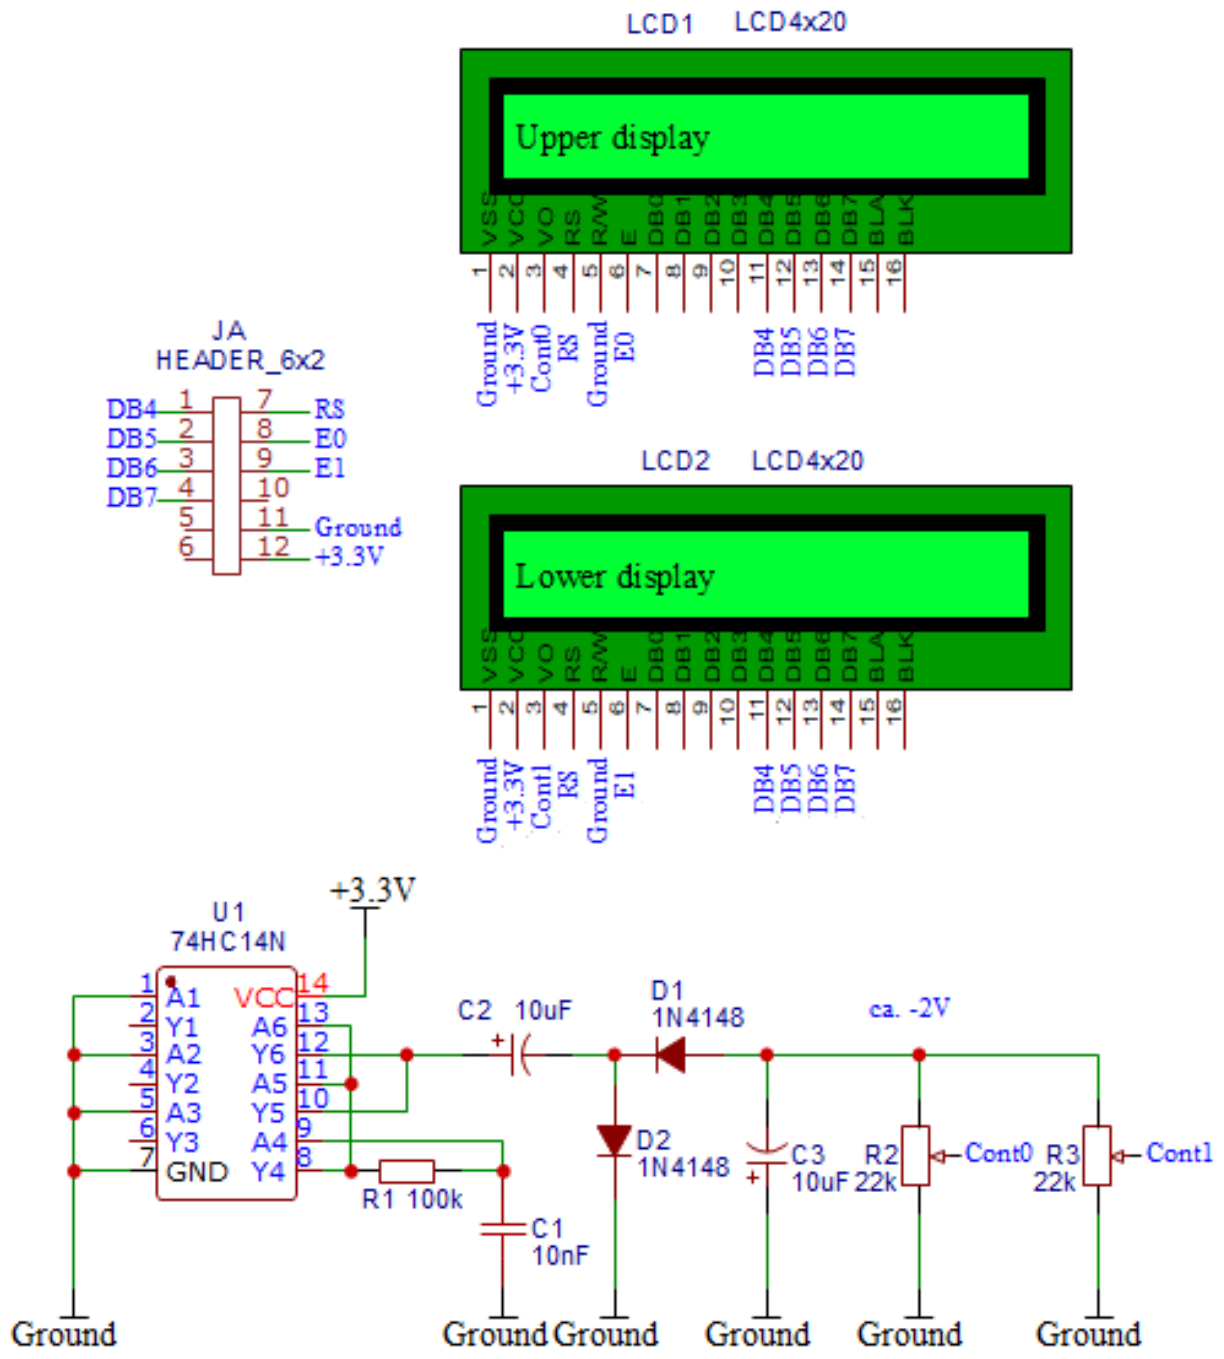 LCD1 LCD4x20
Upper display
VSS VCC VO RS R/W E DB0 DB1 DB2 DB3 DB4 DB5 DB6 DB7 BLA BLK
1 2 3 4 5 6 7 8 9 10 11 12 13 14 15 16
Ground +3.3V Cont0 RS Ground E0 DB4 DB5 DB6 DB7
JA
HEADER_6x2
DB4 1 7 RS
DB5 2 8 E0
DB6 3 9 E1
DB7 4 10
5 11 Ground
6 12 +3.3V
LCD2 LCD4x20
Lower display
VSS VCC VO RS R/W E DB0 DB1 DB2 DB3 DB4 DB5 DB6 DB7 BLA BLK
1 2 3 4 5 6 7 8 9 10 11 12 13 14 15 16
Ground +3.3V Cont1 RS Ground E1 DB4 DB5 DB6 DB7
+3.3V
U1
74HC14N
1 A1 VCC 14
2 Y1 A6 13
3 A2 Y6 12
4 Y2 A5 11
5 A3 Y5 10
6 Y3 A4 9
7 GND Y4 8
R1 100k
C1
10nF
C2 10uF
+
D1
1N4148
D2
1N4148
ca. -2V
C3
10uF
+
R2
22k
Cont0
R3
22k
Cont1
Ground Ground Ground Ground Ground Ground